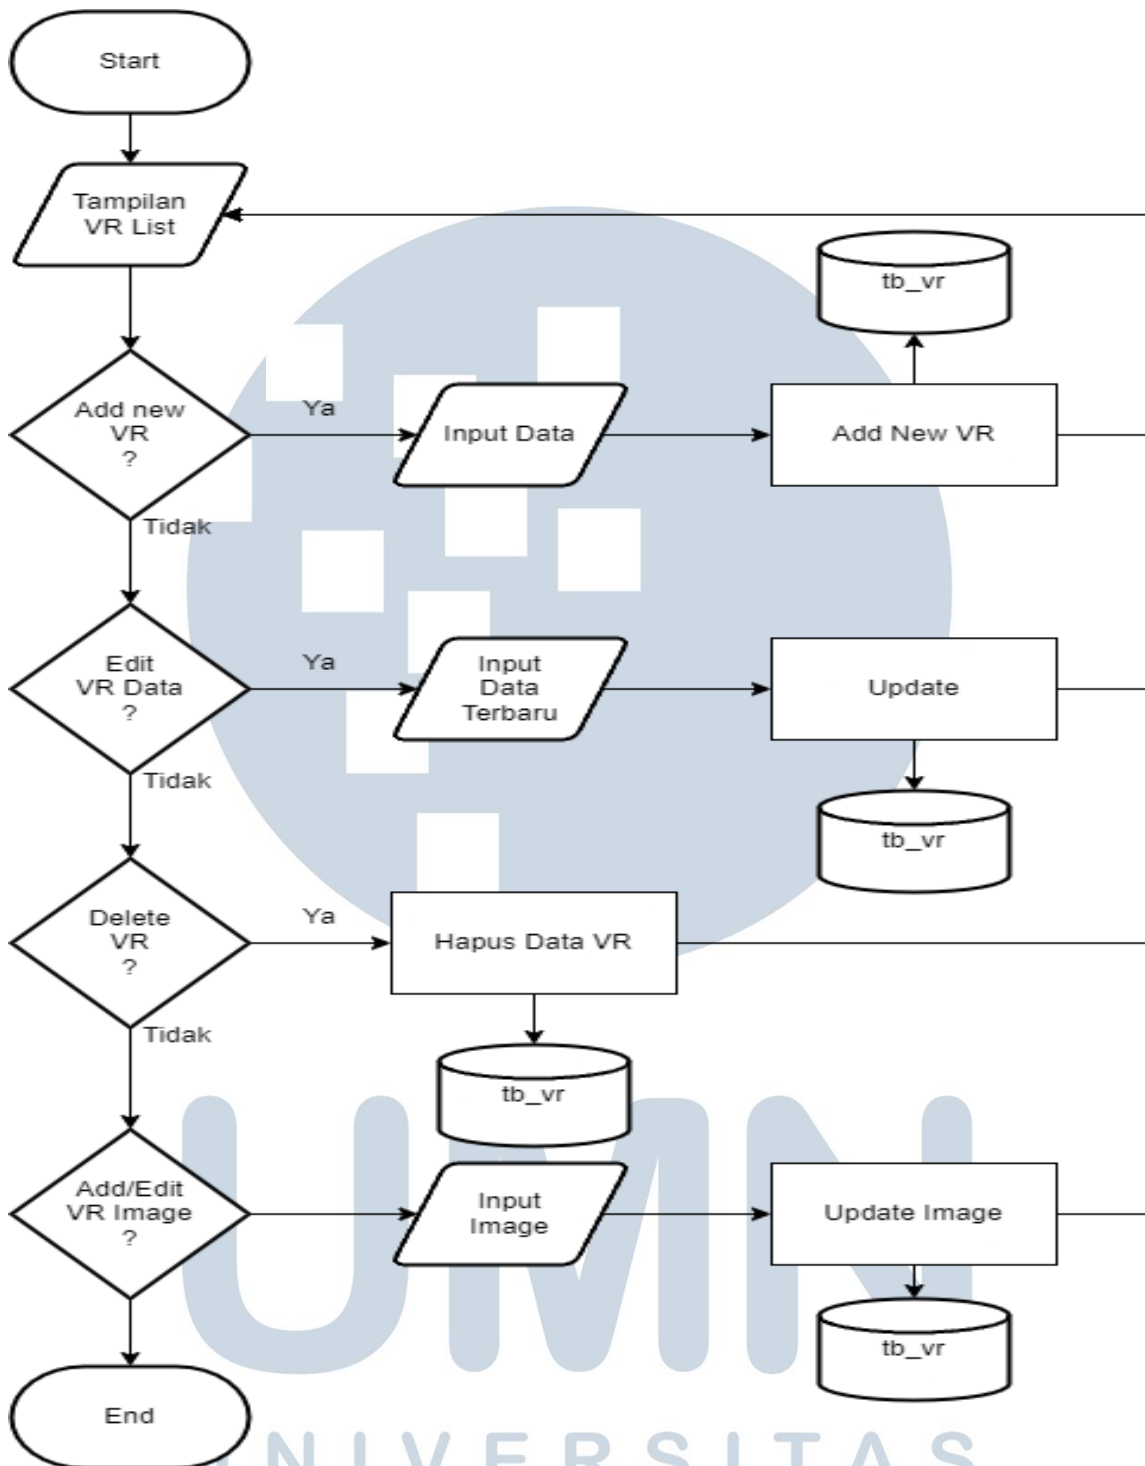 Start
Tampilan
VR List
tb_vr
Add new
VR
?
Ya
Input Data
Add New VR
Tidak
Edit
VR Data
?
Ya
Input
Data
Terbaru
Update
Tidak
tb_vr
Delete
VR
?
Ya
Hapus Data VR
Tidak
tb_vr
Add/Edit
VR Image
?
Input
Image
Update Image
tb_vr
End
UMN
UNIVERSITAS